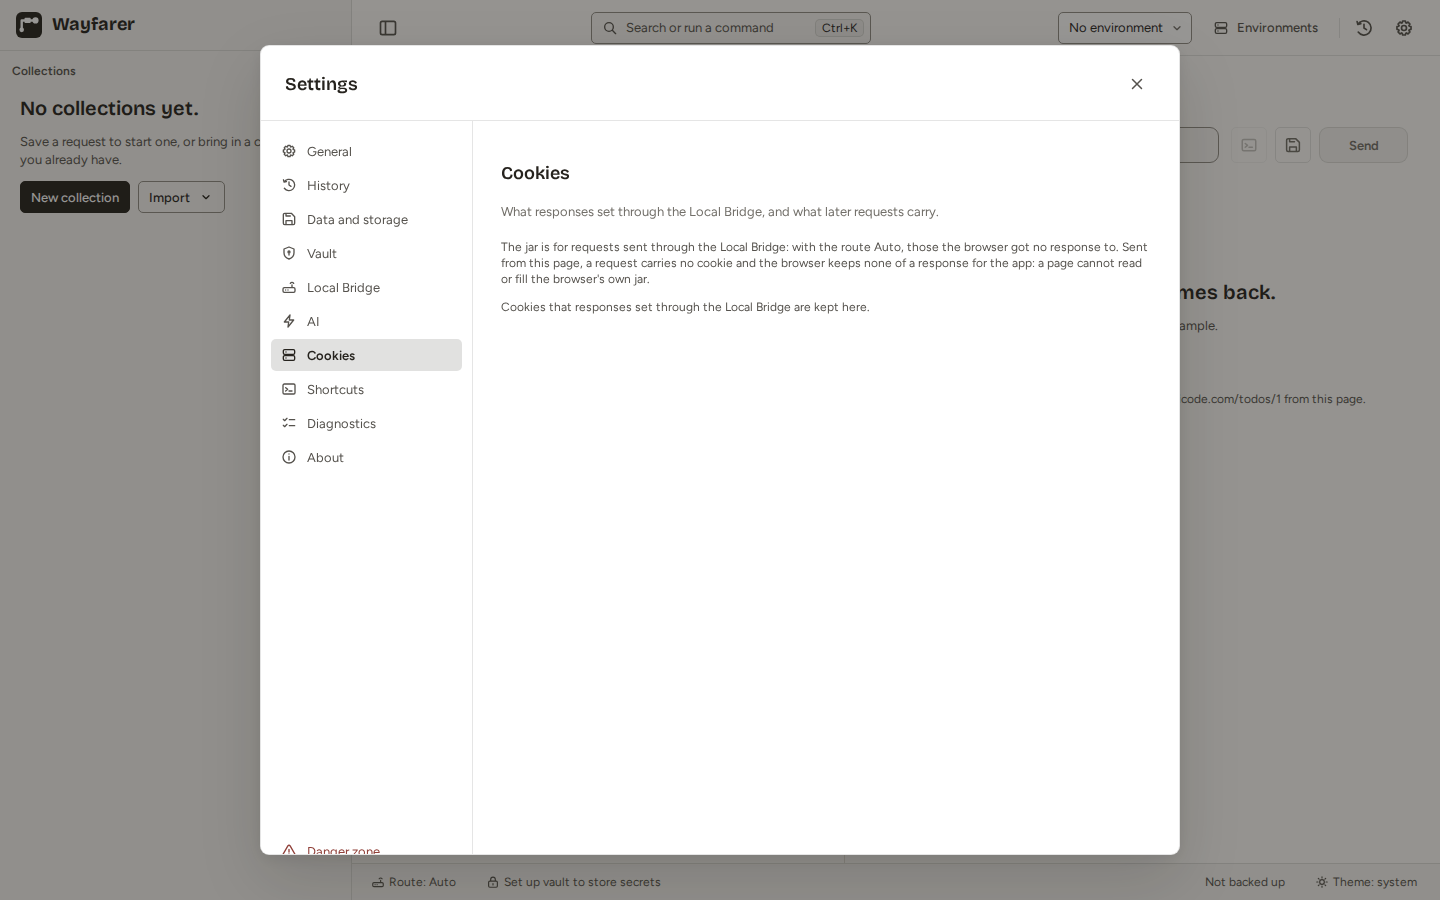 Wayfarer
Search or run a command
Ctrl+K
No environment
Environments
Collections
No collections yet.
Save a request to start one, or bring in a c
you already have.
New collection
Import
Settings
General
History
Data and storage
Vault
Local Bridge
AI
Cookies
Shortcuts
Diagnostics
About
Danger zone
Cookies
What responses set through the Local Bridge, and what later requests carry.
The jar is for requests sent through the Local Bridge: with the route Auto, those the browser got no response to. Sent
from this page, a request carries no cookie and the browser keeps none of a response for the app: a page cannot read
or fill the browser's own jar.
Cookies that responses set through the Local Bridge are kept here.
Send
mes back.
ample.
code.com/todos/1 from this page.
Route: Auto
Set up vault to store secrets
Not backed up
Theme: system